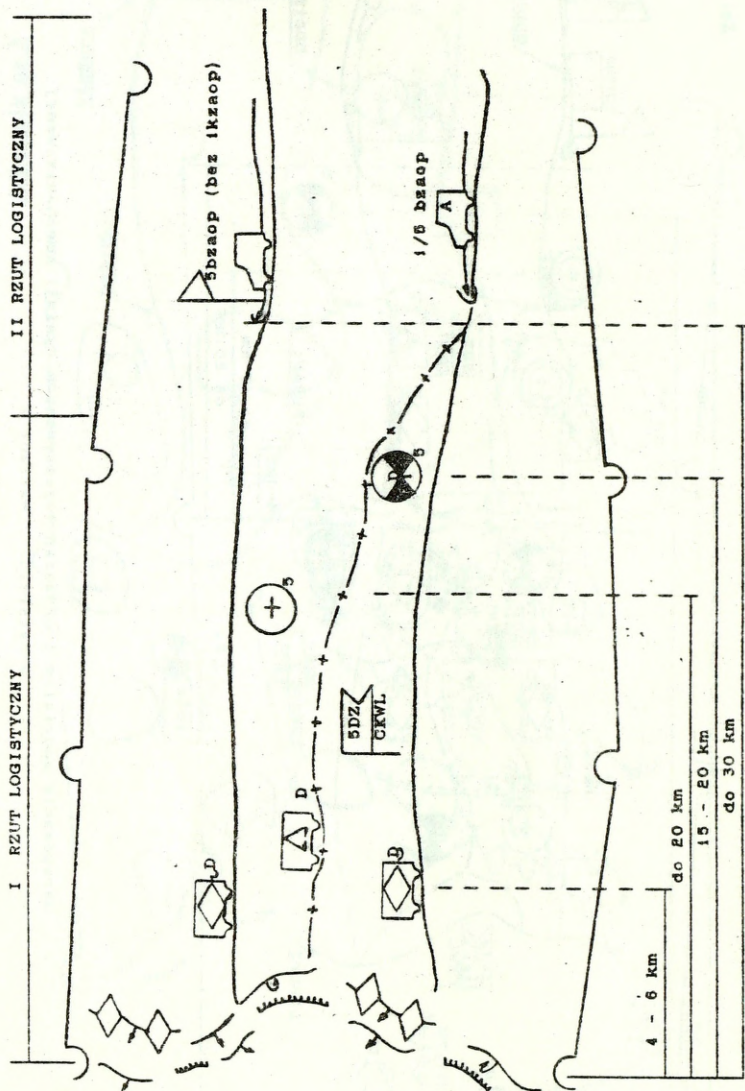 I RZUT LOGISTYCZNY
II RZUT LOGISTYCZNY
5bzaop (bez 1kzaop)
1/5 bzaop
A
D
D
D
5
5
5DZ
CKWL
4 - 6 km
do 20 km
15 - 20 km
do 30 km